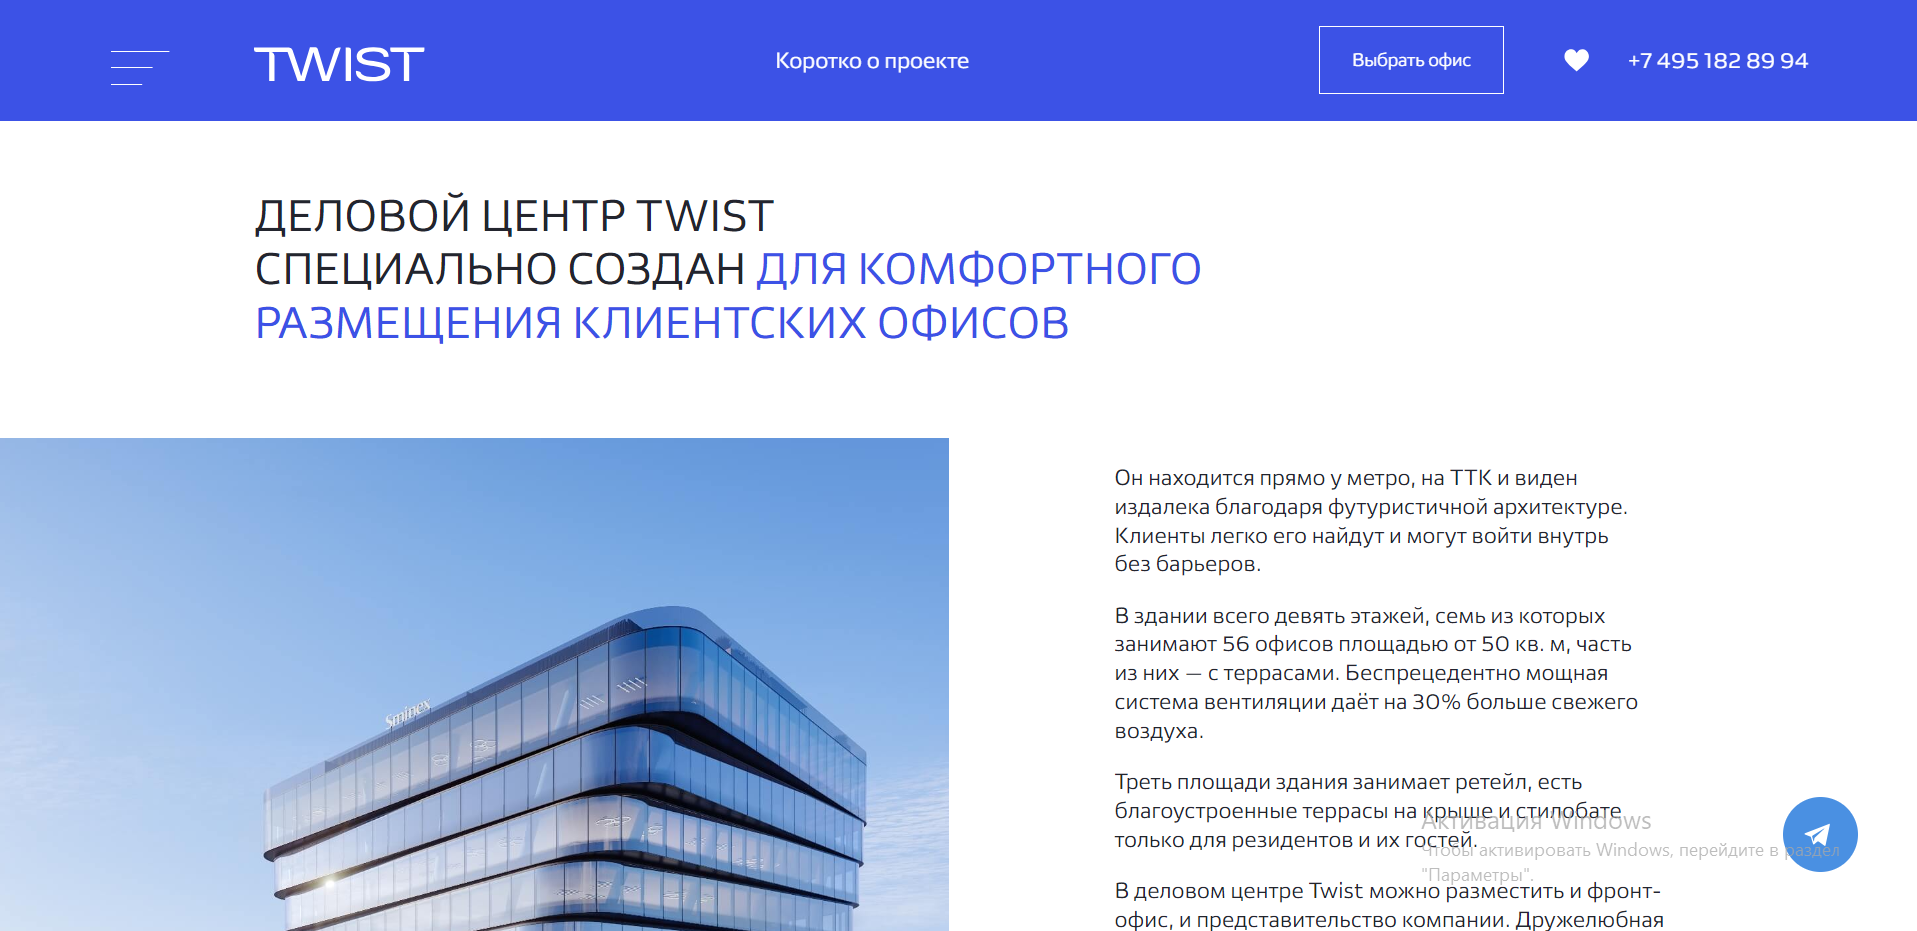 TWIST
Коротко о проекте
Выбрать офис
+7 495 182 89 94
ДЕЛОВОЙ ЦЕНТР TWIST
СПЕЦИАЛЬНО СОЗДАН ДЛЯ КОМФОРТНОГО
РАЗМЕЩЕНИЯ КЛИЕНТСКИХ ОФИСОВ
Sminex
Он находится прямо у метро, на ТТК и виден
издалека благодаря футуристичной архитектуре.
Клиенты легко его найдут и могут войти внутрь
без барьеров.
В здании всего девять этажей, семь из которых
занимают 56 офисов площадью от 50 кв. м, часть
из них — с террасами. Беспрецедентно мощная
система вентиляции даёт на 30% больше свежего
воздуха.
Треть площади здания занимает ретейл, есть
благоустроенные террасы на крыше и стилобате
только для резидентов и их гостей.
Активация Windows
Чтобы активировать Windows, перейдите в раздел
"Параметры".
В деловом центре Twist можно разместить и фронт-
офис, и представительство компании. Дружелюбная